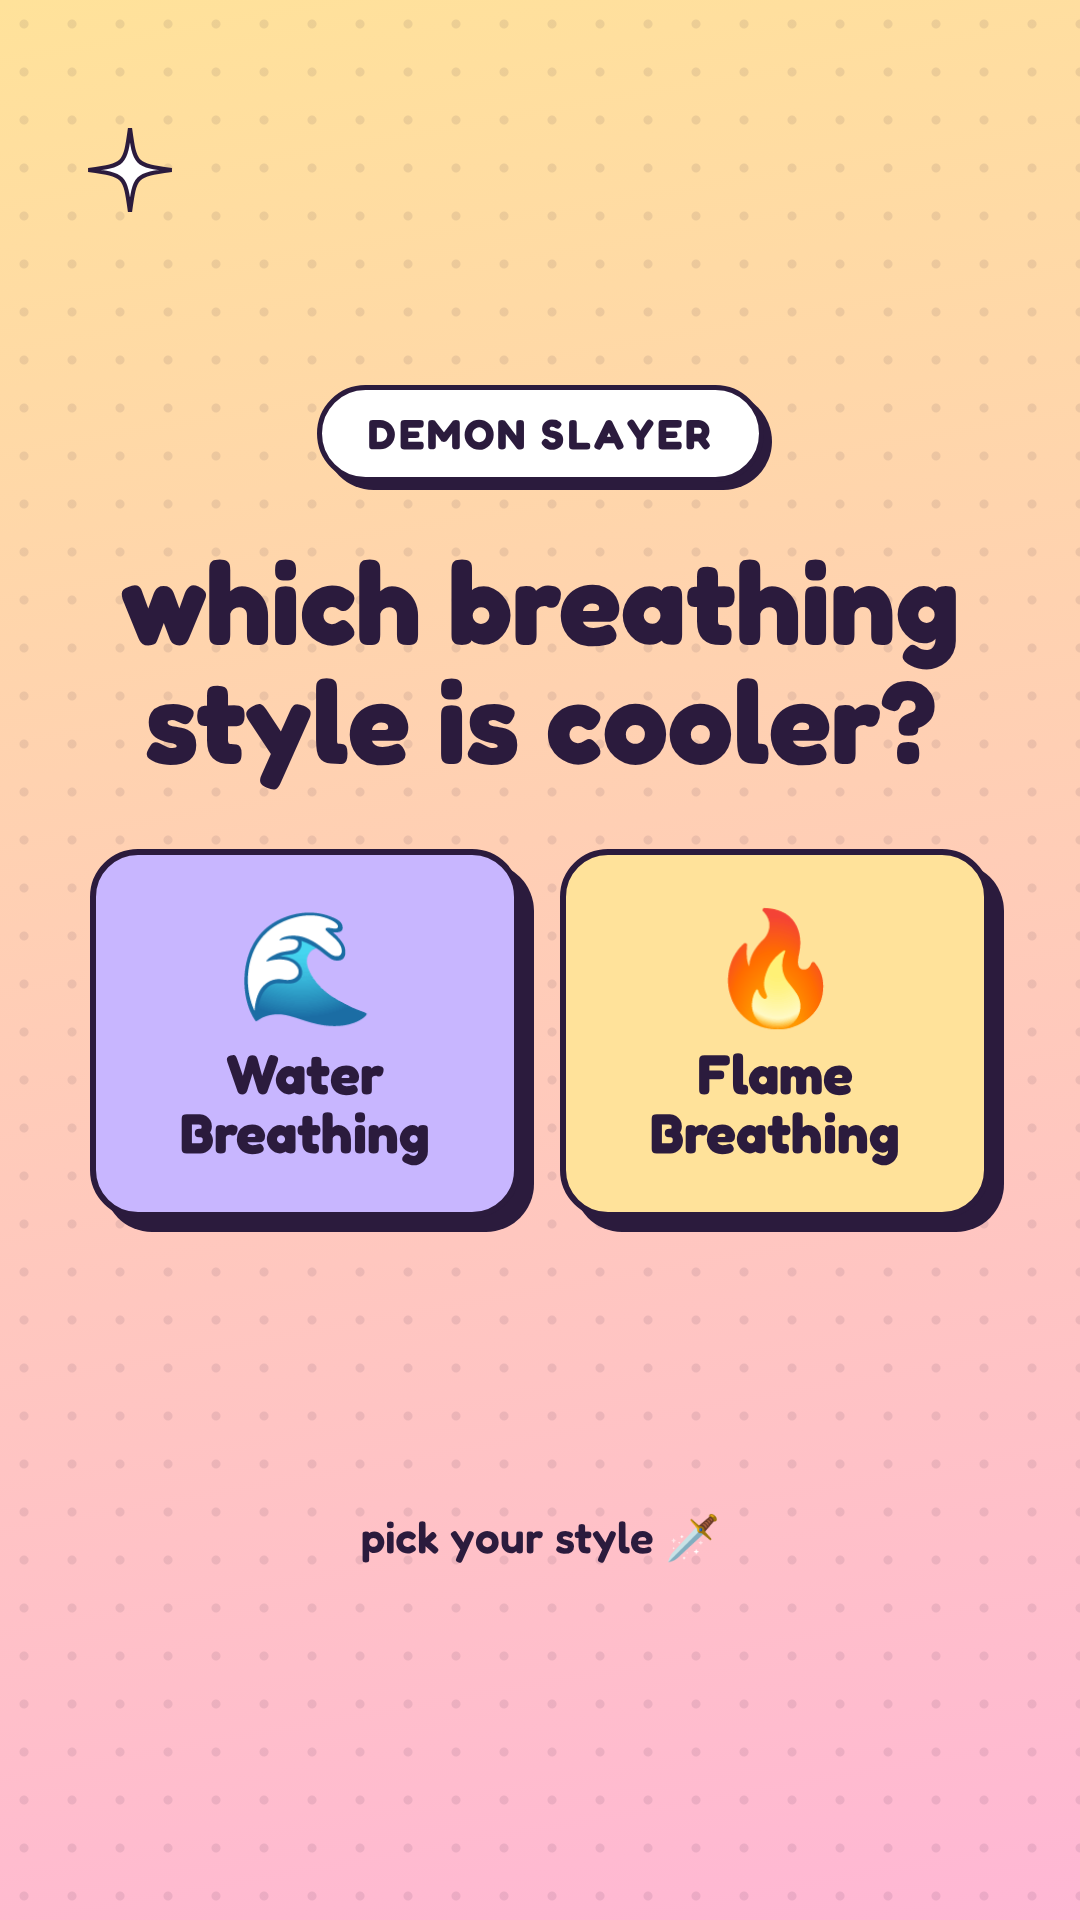 DEMON SLAYER
which breathing
style is cooler?
Water
Breathing
Flame
Breathing
pick your style 🗡️